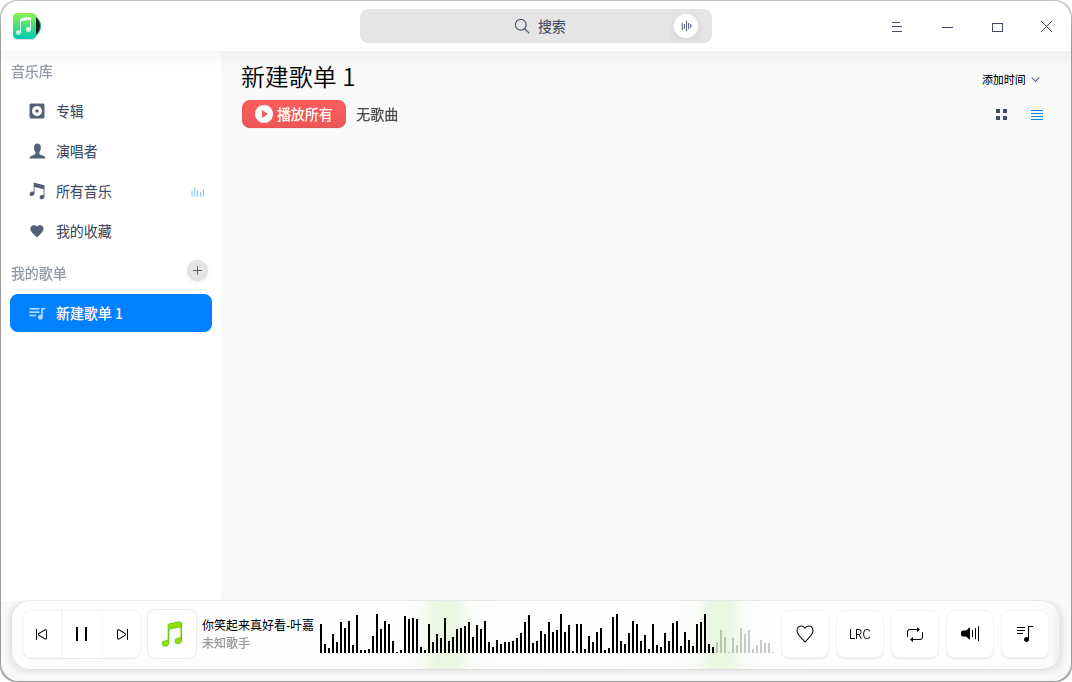 搜索
音乐库
专辑
演唱者
所有音乐
我的收藏
我的歌单
新建歌单 1
新建歌单 1
添加时间
播放所有
无歌曲
你笑起来真好看-叶嘉
未知歌手
LRC